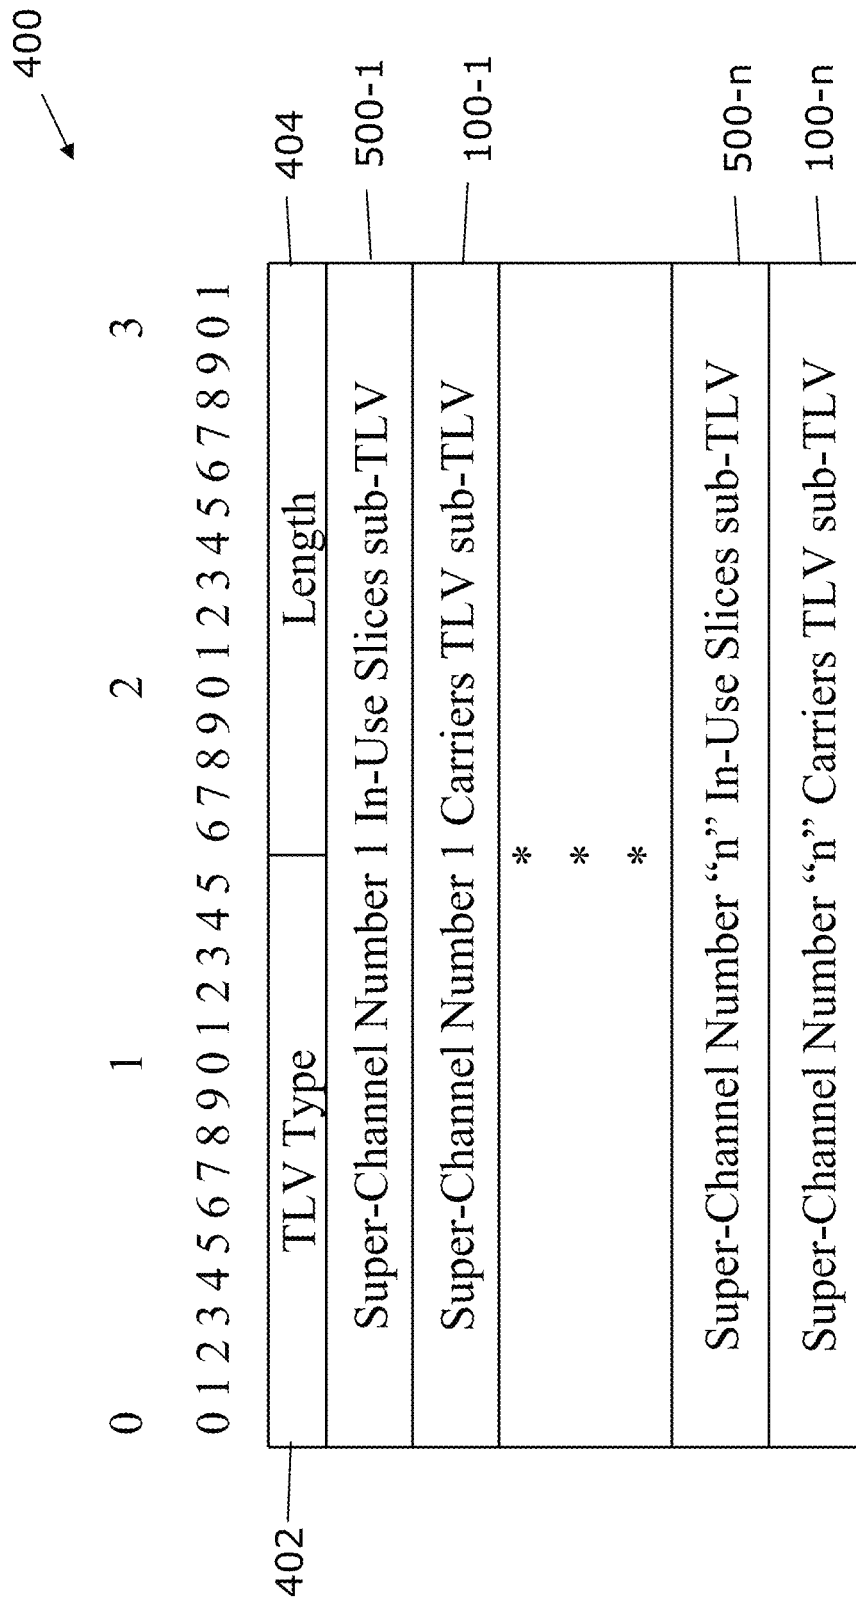 400
0 1 2 3
0 1 2 3 4 5 6 7 8 9 0 1 2 3 4 5 6 7 8 9 0 1 2 3 4 5 6 7 8 9 0 1
402 TLV Type Length 404
Super-Channel Number 1 In-Use Slices sub-TLV 500-1
Super-Channel Number 1 Carriers TLV sub-TLV 100-1
*
*
*
Super-Channel Number “n” In-Use Slices sub-TLV 500-n
Super-Channel Number “n” Carriers TLV sub-TLV 100-n